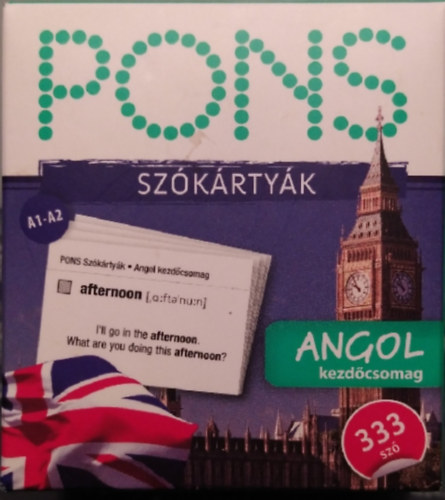 PONS
SZÓKÁRTYÁK
A1-A2
PONS Szókártyák • Angol kezdőcsomag
afternoon [ˌɑːftəˈnuːn]
I'll go in the afternoon.
What are you doing this afternoon?
ANGOL
kezdőcsomag
333
SZÓ